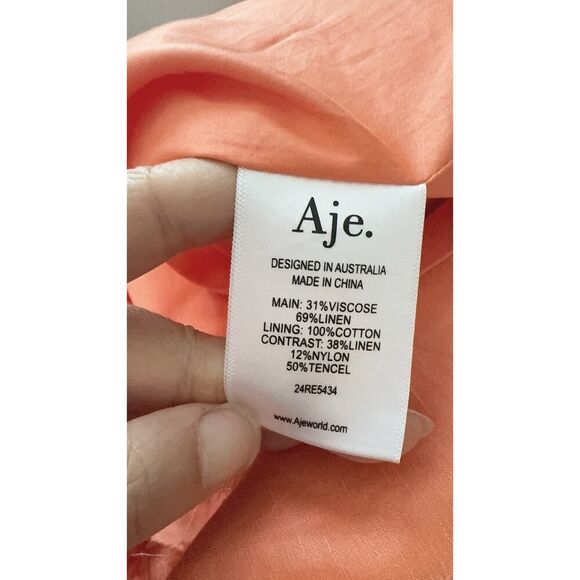 Aje.
DESIGNED IN AUSTRALIA
MADE IN CHINA
MAIN: 31%VISCOSE
69%LINEN
LINING: 100%COTTON
CONTRAST: 38%LINEN
12%NYLON
50%TENCEL
24RE5434
www.Ajeworld.com